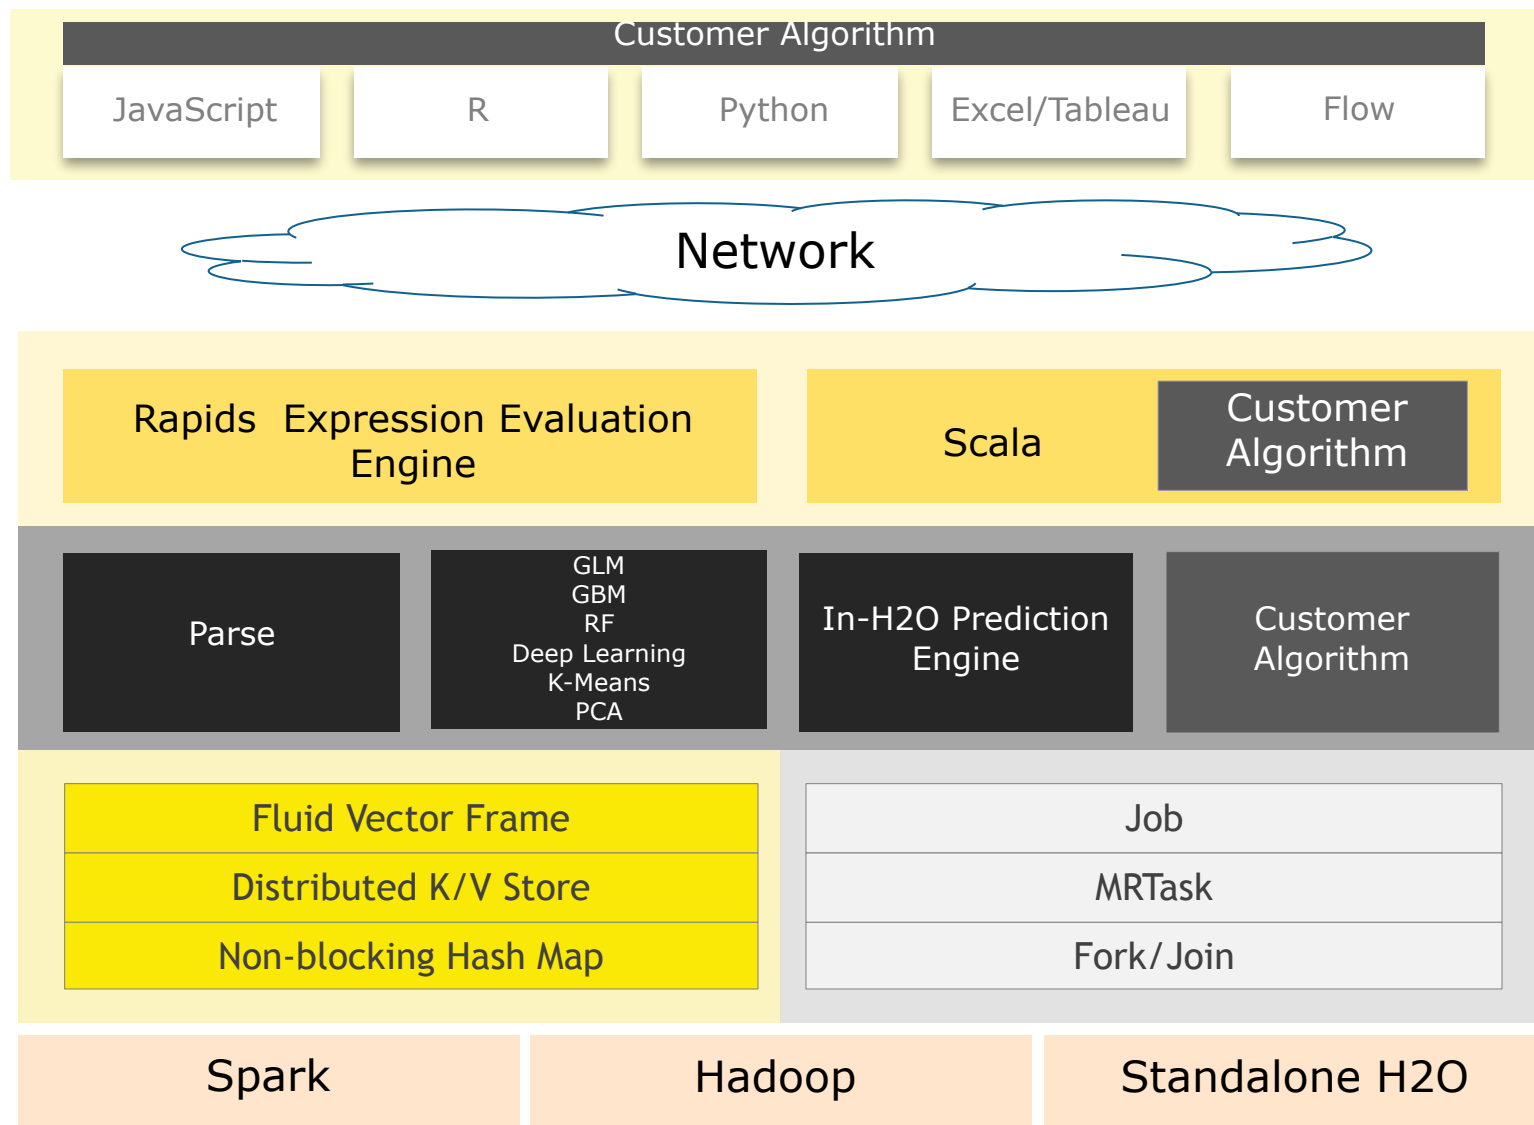 Customer Algorithm
JavaScript
R
Python
Excel/Tableau
Flow
Network
Rapids  Expression Evaluation
Engine
Scala
Customer
Algorithm
Parse
GLM
GBM
RF
Deep Learning
K-Means
PCA
In-H2O Prediction
Engine
Customer
Algorithm
Fluid Vector Frame
Distributed K/V Store
Non-blocking Hash Map
Job
MRTask
Fork/Join
Spark
Hadoop
Standalone H2O